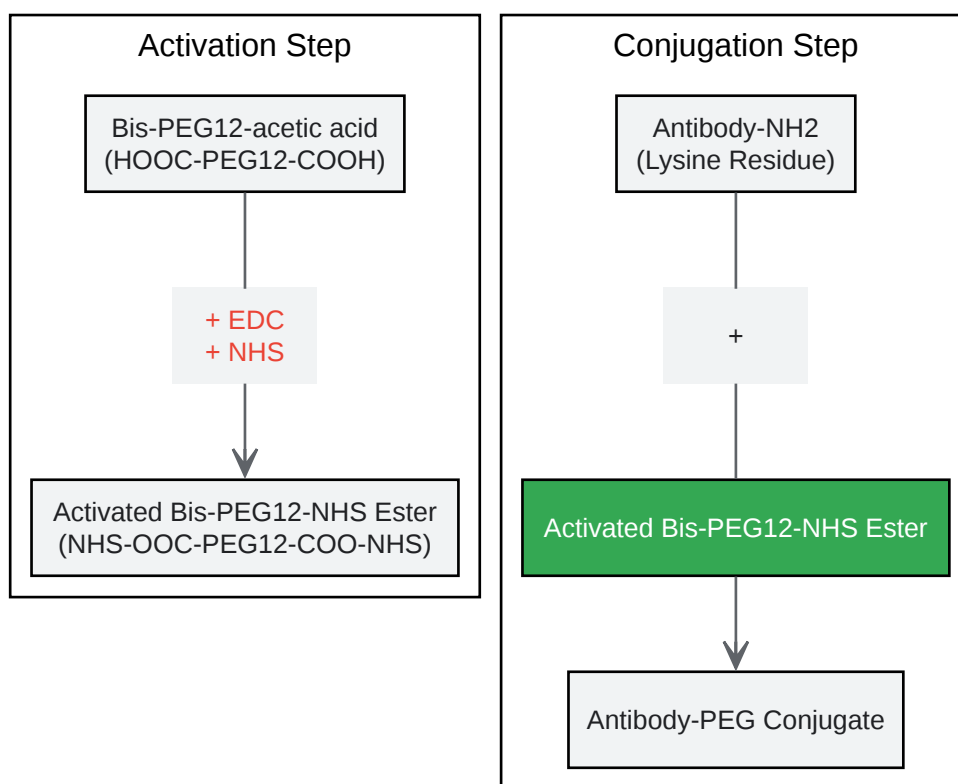 Activation Step
Bis-PEG12-acetic acid
(HOOC-PEG12-COOH)
+ EDC
+ NHS
Activated Bis-PEG12-NHS Ester
(NHS-OOC-PEG12-COO-NHS)
Conjugation Step
Antibody-NH2
(Lysine Residue)
+
Activated Bis-PEG12-NHS Ester
Antibody-PEG Conjugate